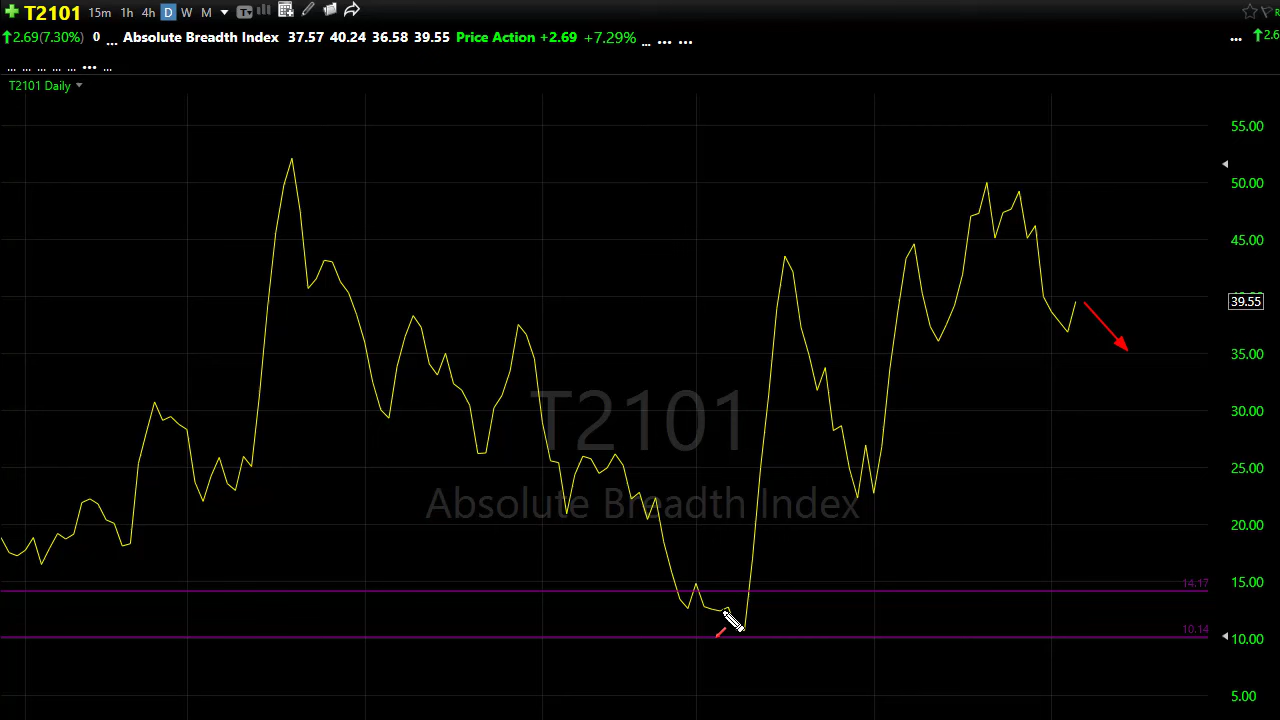 T2101 15m 1h 4h D W M T
2.69(7.30%) 0 ... Absolute Breadth Index 37.57 40.24 36.58 39.55 Price Action +2.69 +7.29% ... ... ... ... 2.6
... ... ... ... ... ... ...
T2101 Daily
55.00
50.00
45.00
39.55
35.00
30.00
T2101
25.00
Absolute Breadth Index
20.00
14.17
15.00
10.14
10.00
5.00